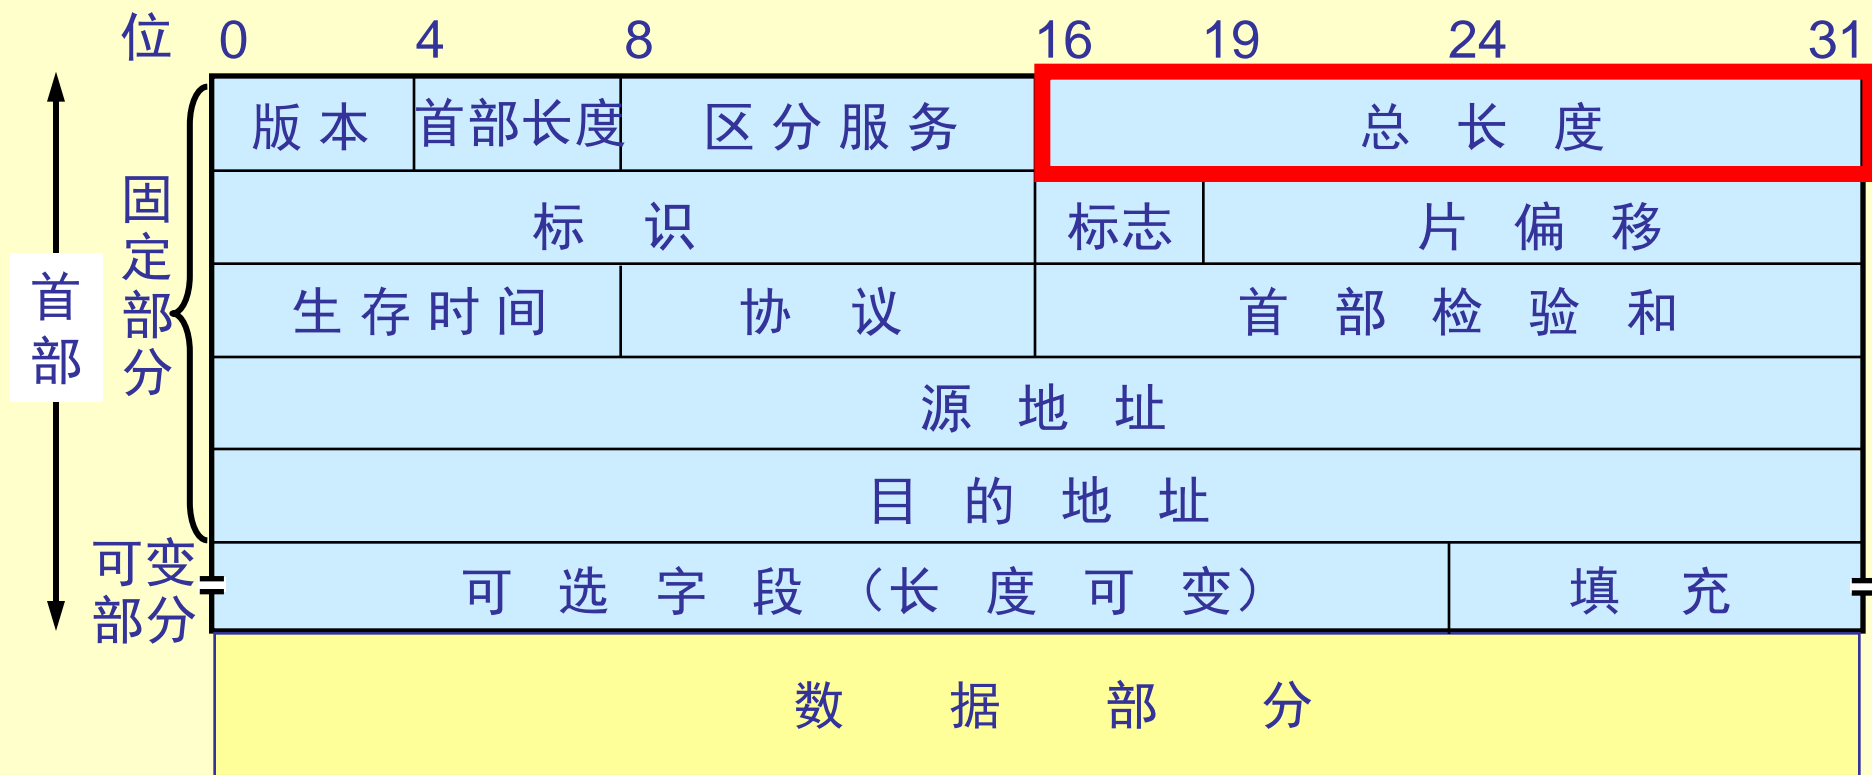 位 0 4 8 16 19 24 31
版本 首部长度 区分服务 总长度
标识 标志 片偏移
生存时间 协议 首部检验和
源地址
目的地址
可选字段（长度可变） 填充
数据部分
首部
固定部分
可变
部分